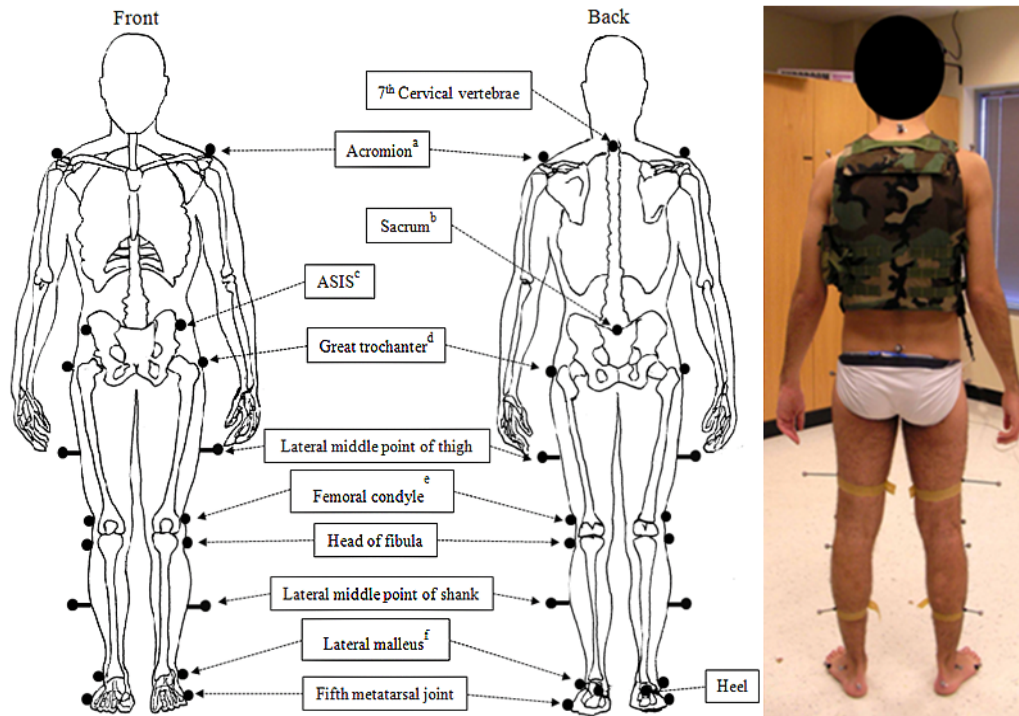 Front
Back
7th Cervical vertebrae
Acromion a
Sacrum b
ASIS c
Great trochanter d
Lateral middle point of thigh
Femoral condyle e
Head of fibula
Lateral middle point of shank
Lateral malleus f
Fifth metatarsal joint
Heel